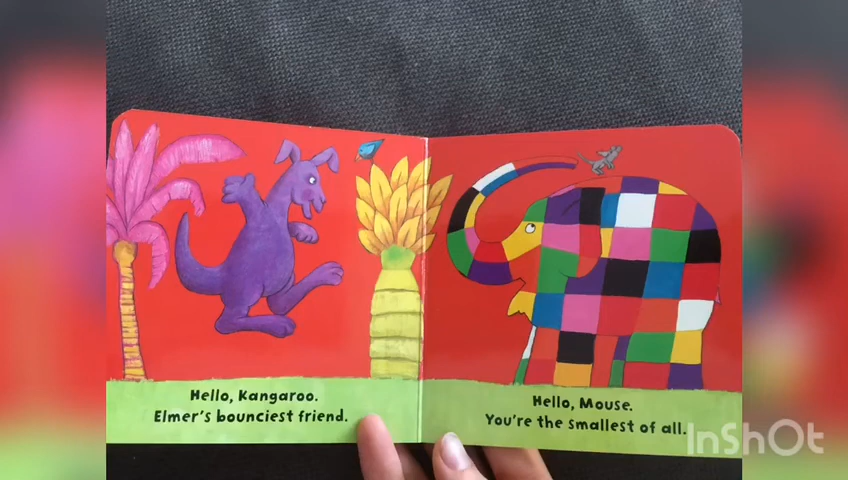 Hello, Kangaroo.
Elmer's bounciest friend.
Hello, Mouse.
You're the smallest of all.
InShOt